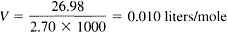 V = 26.98 / 2.70 × 1000 = 0.010 liters/mole